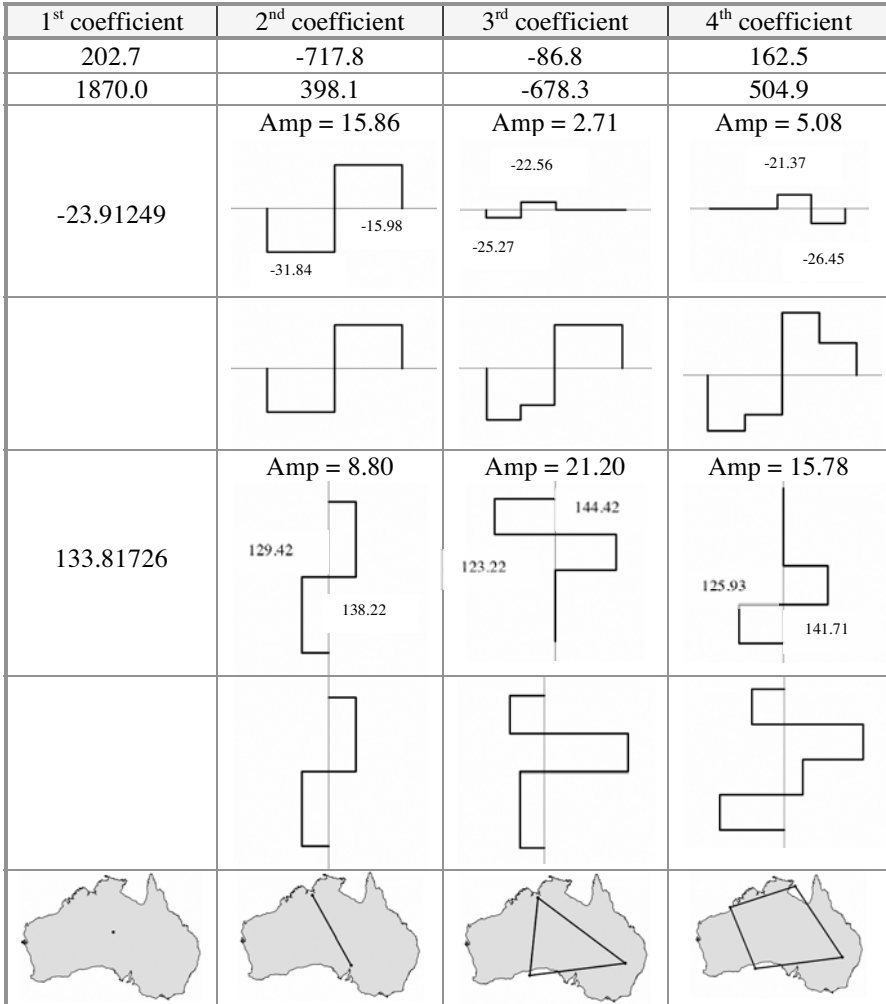 1st coefficient 2nd coefficient 3rd coefficient 4th coefficient
202.7 -717.8 -86.8 162.5
1870.0 398.1 -678.3 504.9
-23.91249
Amp = 15.86
-15.98
-31.84
Amp = 2.71
-22.56
-25.27
Amp = 5.08
-21.37
-26.45
133.81726
Amp = 8.80
129.42
138.22
Amp = 21.20
144.42
123.22
Amp = 15.78
125.93
141.71